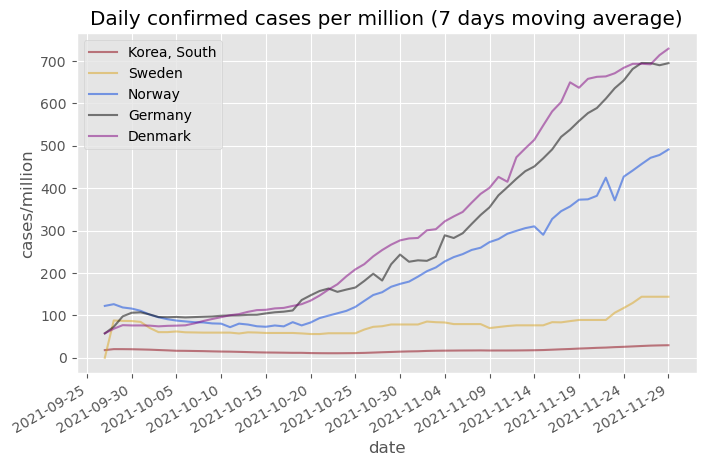 Daily confirmed cases per million (7 days moving average)
Korea, South
Sweden
Norway
Germany
Denmark
cases/million
700
600
500
400
300
200
100
0
2021-09-25
2021-09-30
2021-10-05
2021-10-10
2021-10-15
2021-10-20
2021-10-25
2021-10-30
2021-11-04
2021-11-09
2021-11-14
2021-11-19
2021-11-24
2021-11-29
date